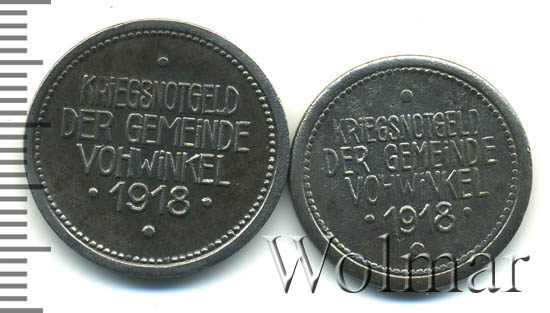 KRIEGSNOTGELD
DER GEMEINDE
VOHWINKEL
· 1918 ·
KRIEGSNOTGELD
DER GEMEINDE
VOHWINKEL
· 1918 ·
Wolmar